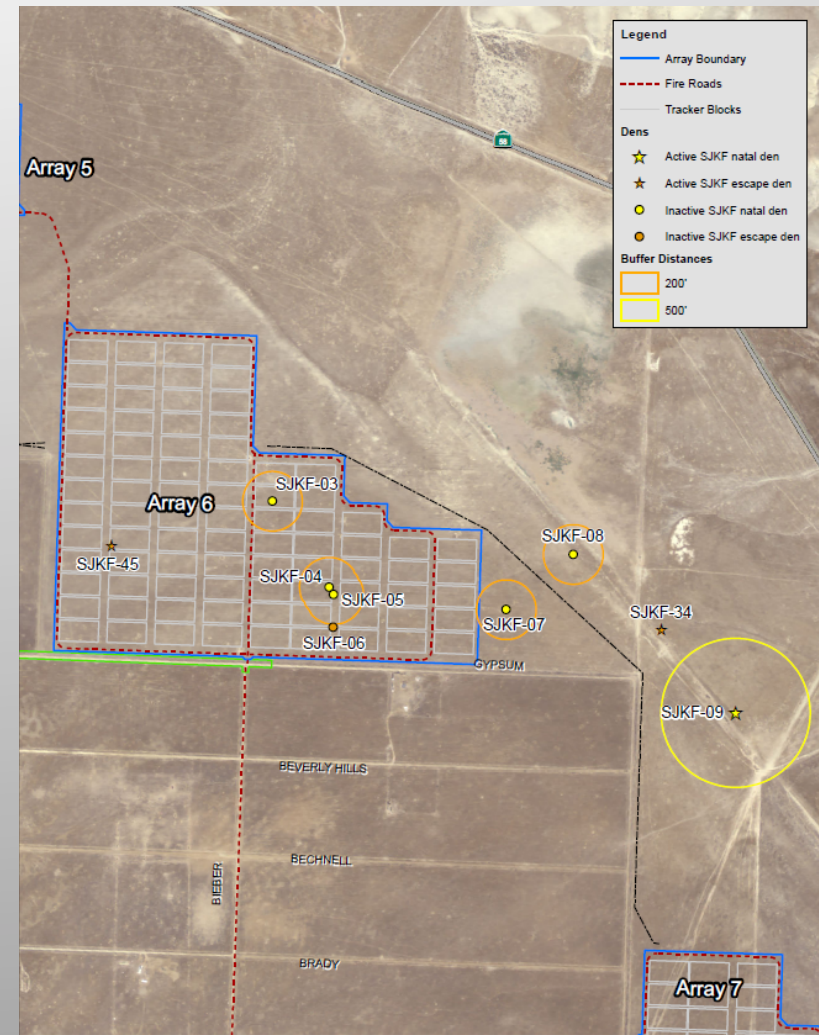 Legend
Array Boundary
Fire Roads
Tracker Blocks
Dens
Active SJKF natal den
Active SJKF escape den
Inactive SJKF natal den
Inactive SJKF escape den
Buffer Distances
200'
500'
58
Array 5
SJKF-03
Array 6
SJKF-08
SJKF-45
SJKF-04
SJKF-05
SJKF-07
SJKF-34
SJKF-06
GYPSUM
SJKF-09
BEVERLY HILLS
BECHNELL
BIEBER
BRADY
Array 7